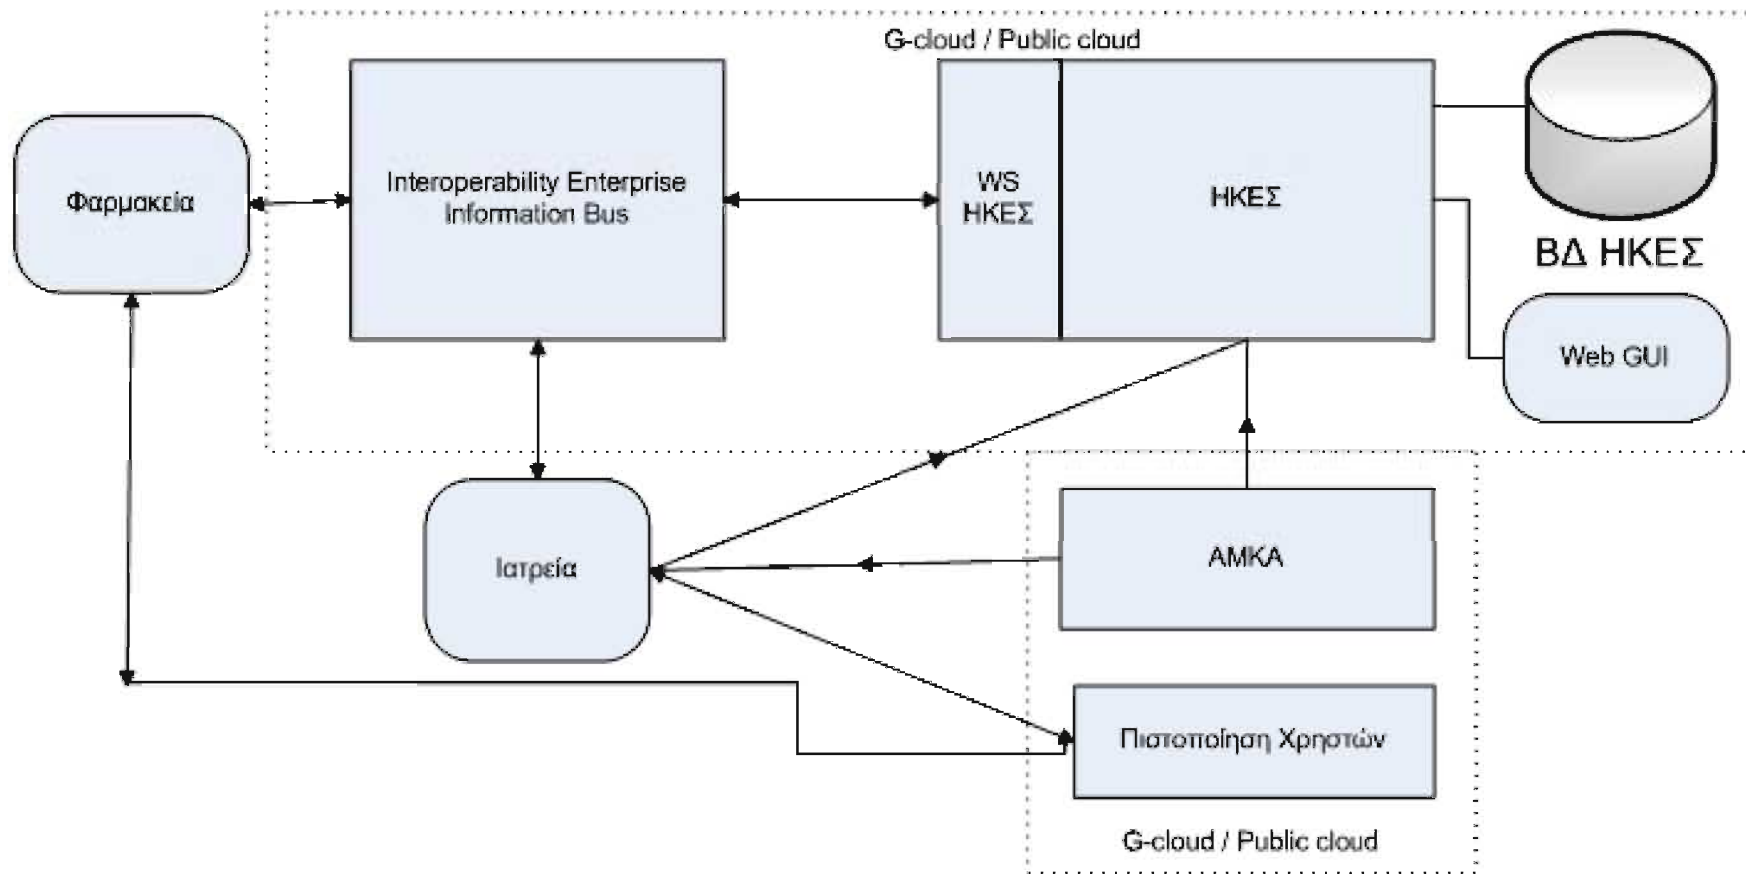 G-cloud / Public cloud
Φαρμακεία
Interoperability Enterprise
Information Bus
WS
ΗΚΕΣ
ΗΚΕΣ
ΒΔ ΗΚΕΣ
Web GUI
Ιατρεία
ΑΜΚΑ
Πιστοποίηση Χρηστών
G-cloud / Public cloud